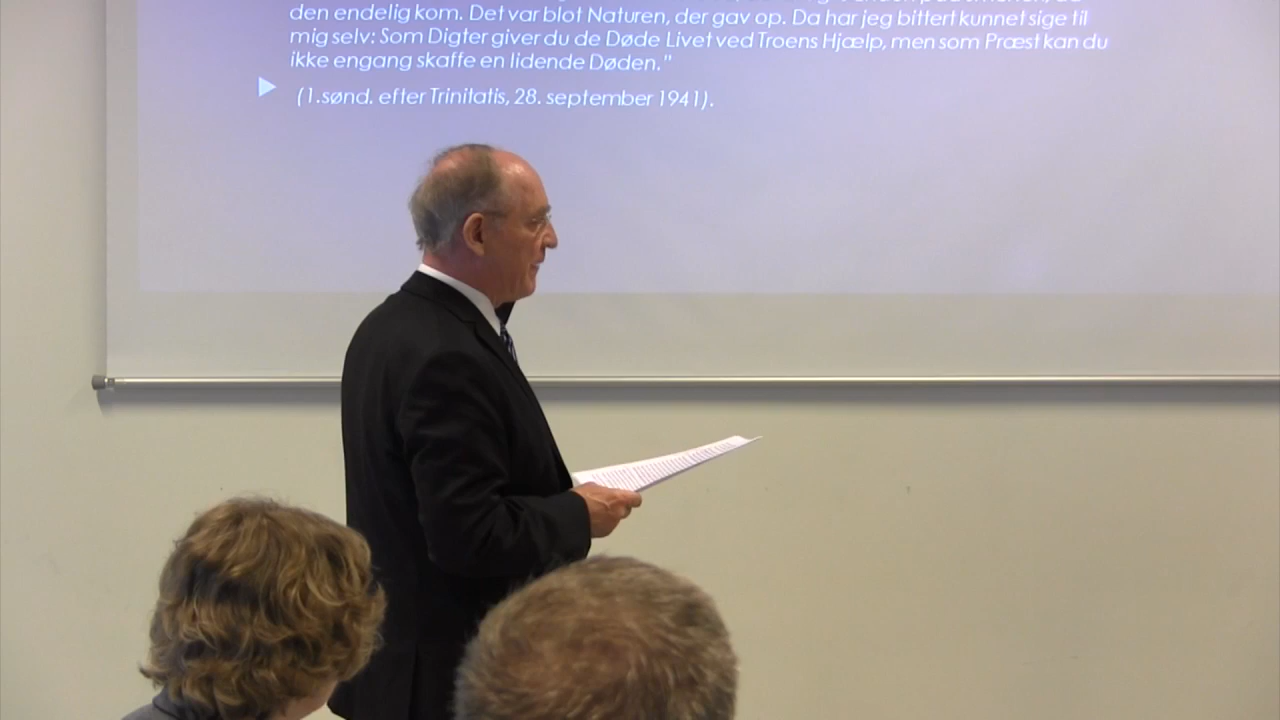 den endelig kom. Det var blot Naturen, der gav op. Da har jeg bittert kunnet sige til
mig selv: Som Digter giver du de Døde Livet ved Troens Hjælp, men som Præst kan du
ikke engang skaffe en lidende Døden."
(1.sønd. efter Trinitatis, 28. september 1941).